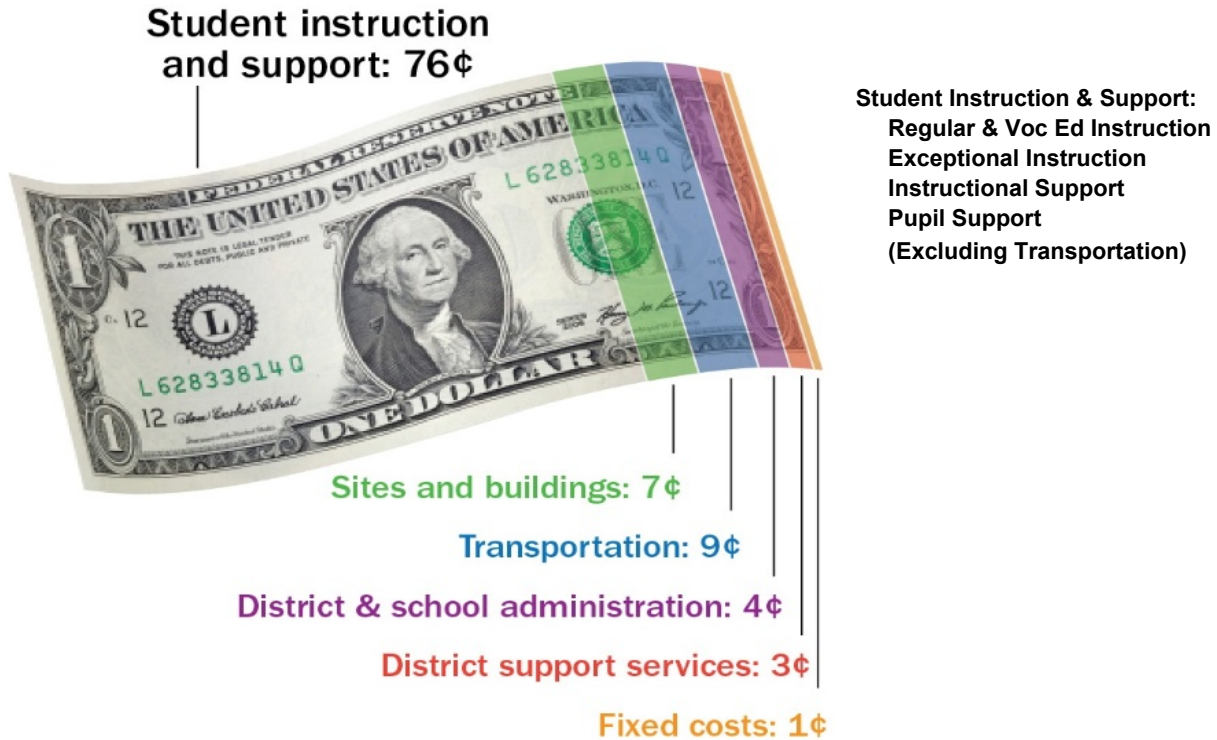 Student instruction
and support: 76¢
Student Instruction & Support:
Regular & Voc Ed Instruction
Exceptional Instruction
Instructional Support
Pupil Support
(Excluding Transportation)
FEDERAL RESERVE NOTE
THE UNITED STATES OF AMERICA
L 62833814 Q
WASHINGTON, D.C.
THIS NOTE IS LEGAL TENDER
FOR ALL DEBTS, PUBLIC AND PRIVATE
12
12
L
12
L 62833814 Q
12
SERIES
ONE DOLLAR
1
1
Sites and buildings: 7¢
Transportation: 9¢
District & school administration: 4¢
District support services: 3¢
Fixed costs: 1¢